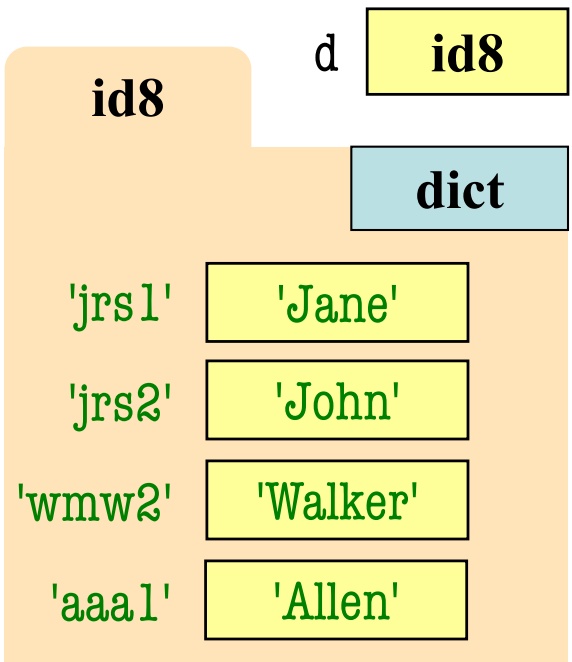 d id8
id8
dict
'jrs1' 'Jane'
'jrs2' 'John'
'wmw2' 'Walker'
'aaa1' 'Allen'